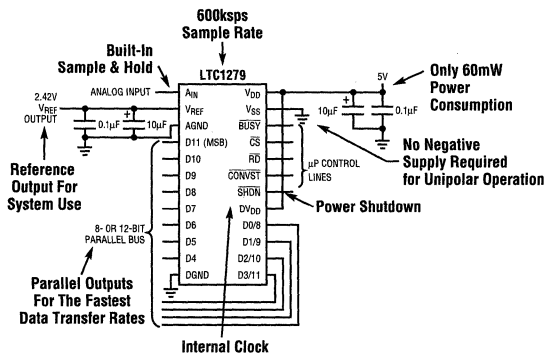 600ksps
Sample Rate
Built-In
Sample & Hold
LTC1279
ANALOG INPUT
AIN
VDD
5V
Only 60mW
Power
Consumption
2.42V
VREF
OUTPUT
VREF
VSS
0.1µF
10µF
AGND
BUSY
10µF
0.1µF
D11 (MSB)
CS
D10
RD
D9
CONVST
µP CONTROL
LINES
No Negative
Supply Required
for Unipolar Operation
Reference
Output For
System Use
D8
SHDN
Power Shutdown
D7
DVDD
8- OR 12-BIT
PARALLEL BUS
D6
D0/8
D5
D1/9
D4
D2/10
DGND
D3/11
Parallel Outputs
For The Fastest
Data Transfer Rates
Internal Clock